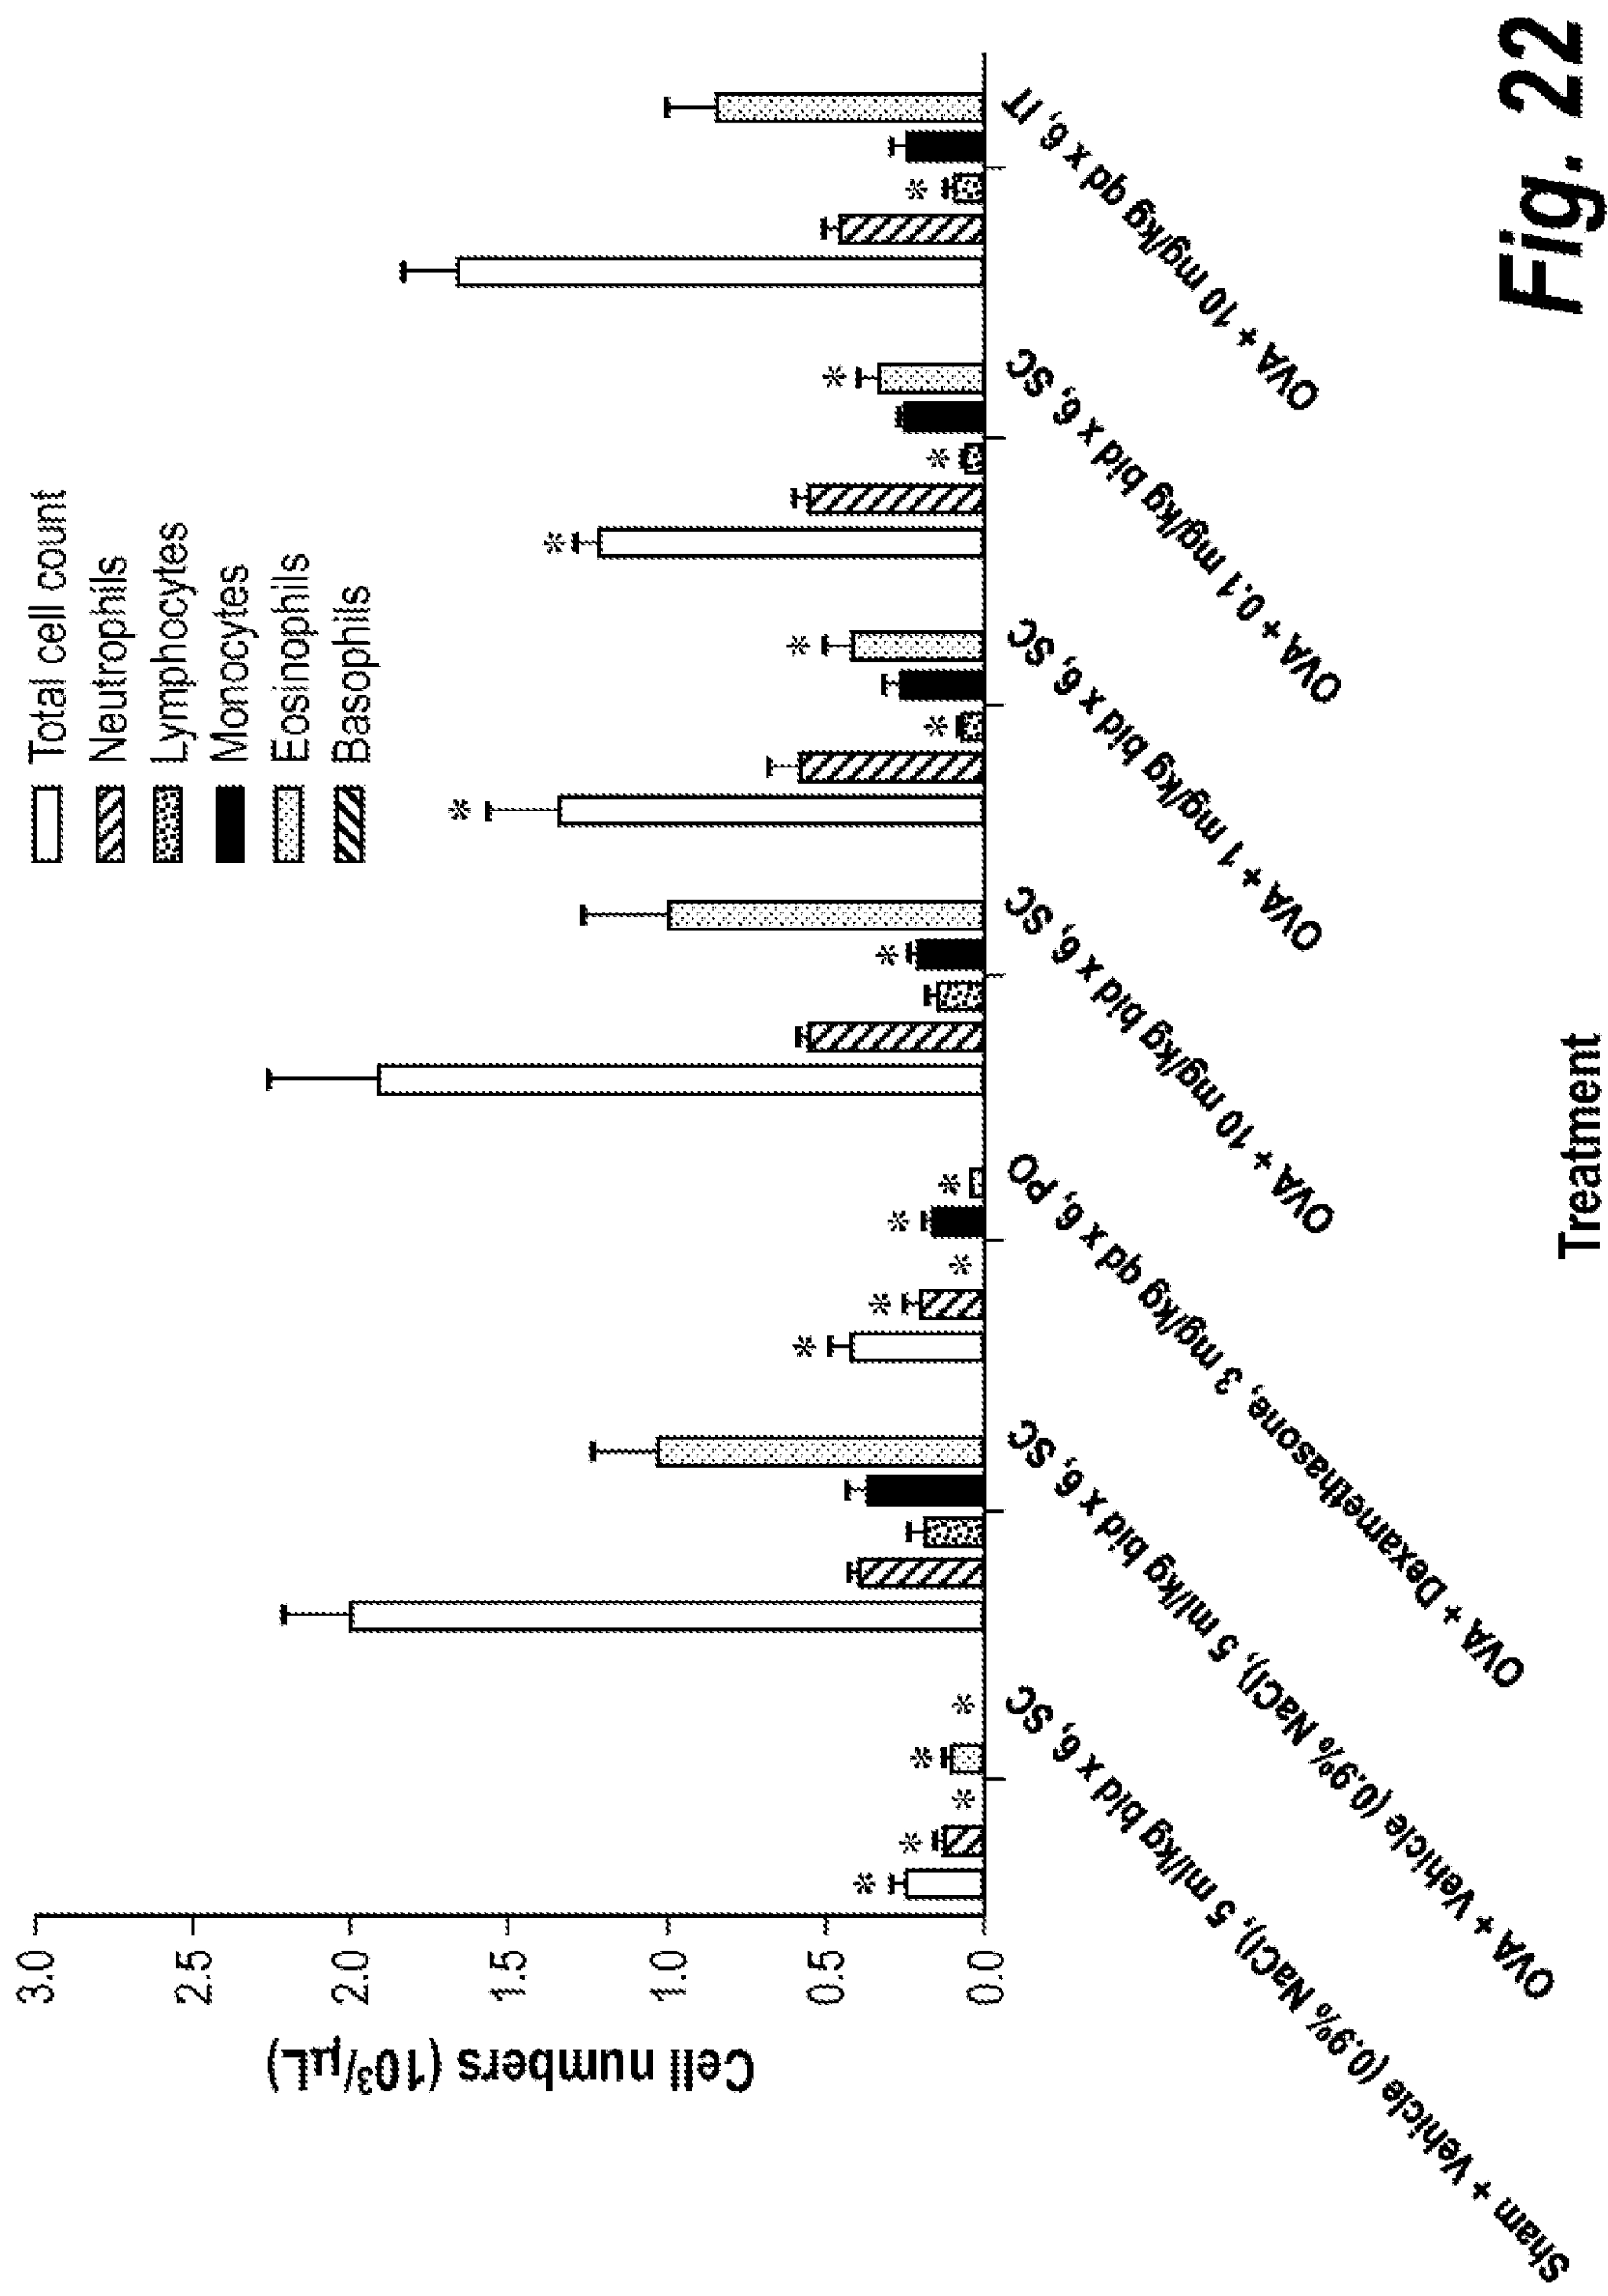 Total cell count
Neutrophils
Lymphocytes
Monocytes
Eosinophils
Basophils
Cell numbers (10³/µL)
3.0
2.5
2.0
1.5
1.0
0.5
0.0
* * * * *
* * * * *
*
* * *
* * *
*
Sham + Vehicle (0.9% NaCl), 5 ml/kg bid x 6, SC
OVA + Vehicle (0.9% NaCl), 5 ml/kg bid x 6, SC
OVA + Dexamethasone, 3 mg/kg qd x 6, PO
OVA + 10 mg/kg bid x 6, SC
OVA + 1 mg/kg bid x 6, SC
OVA + 0.1 mg/kg bid x 6, SC
OVA + 10 mg/kg qd x 6, IT
Treatment
Fig. 22